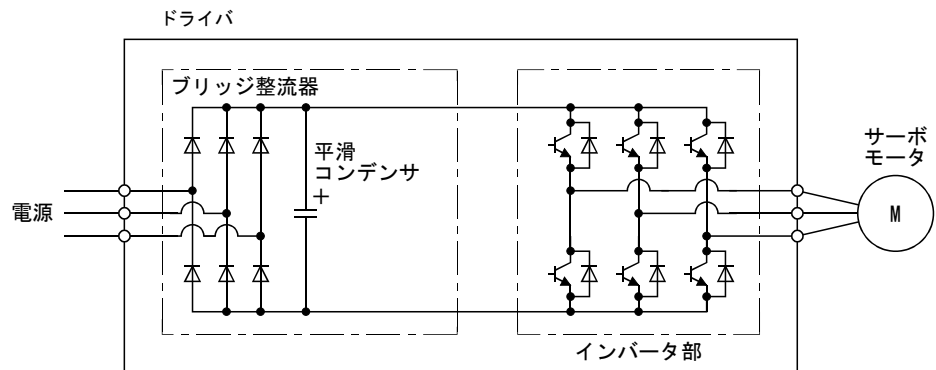 ドライバ
ブリッジ整流器
平滑
コンデンサ
+
電源
サーボ
モータ
M
インバータ部